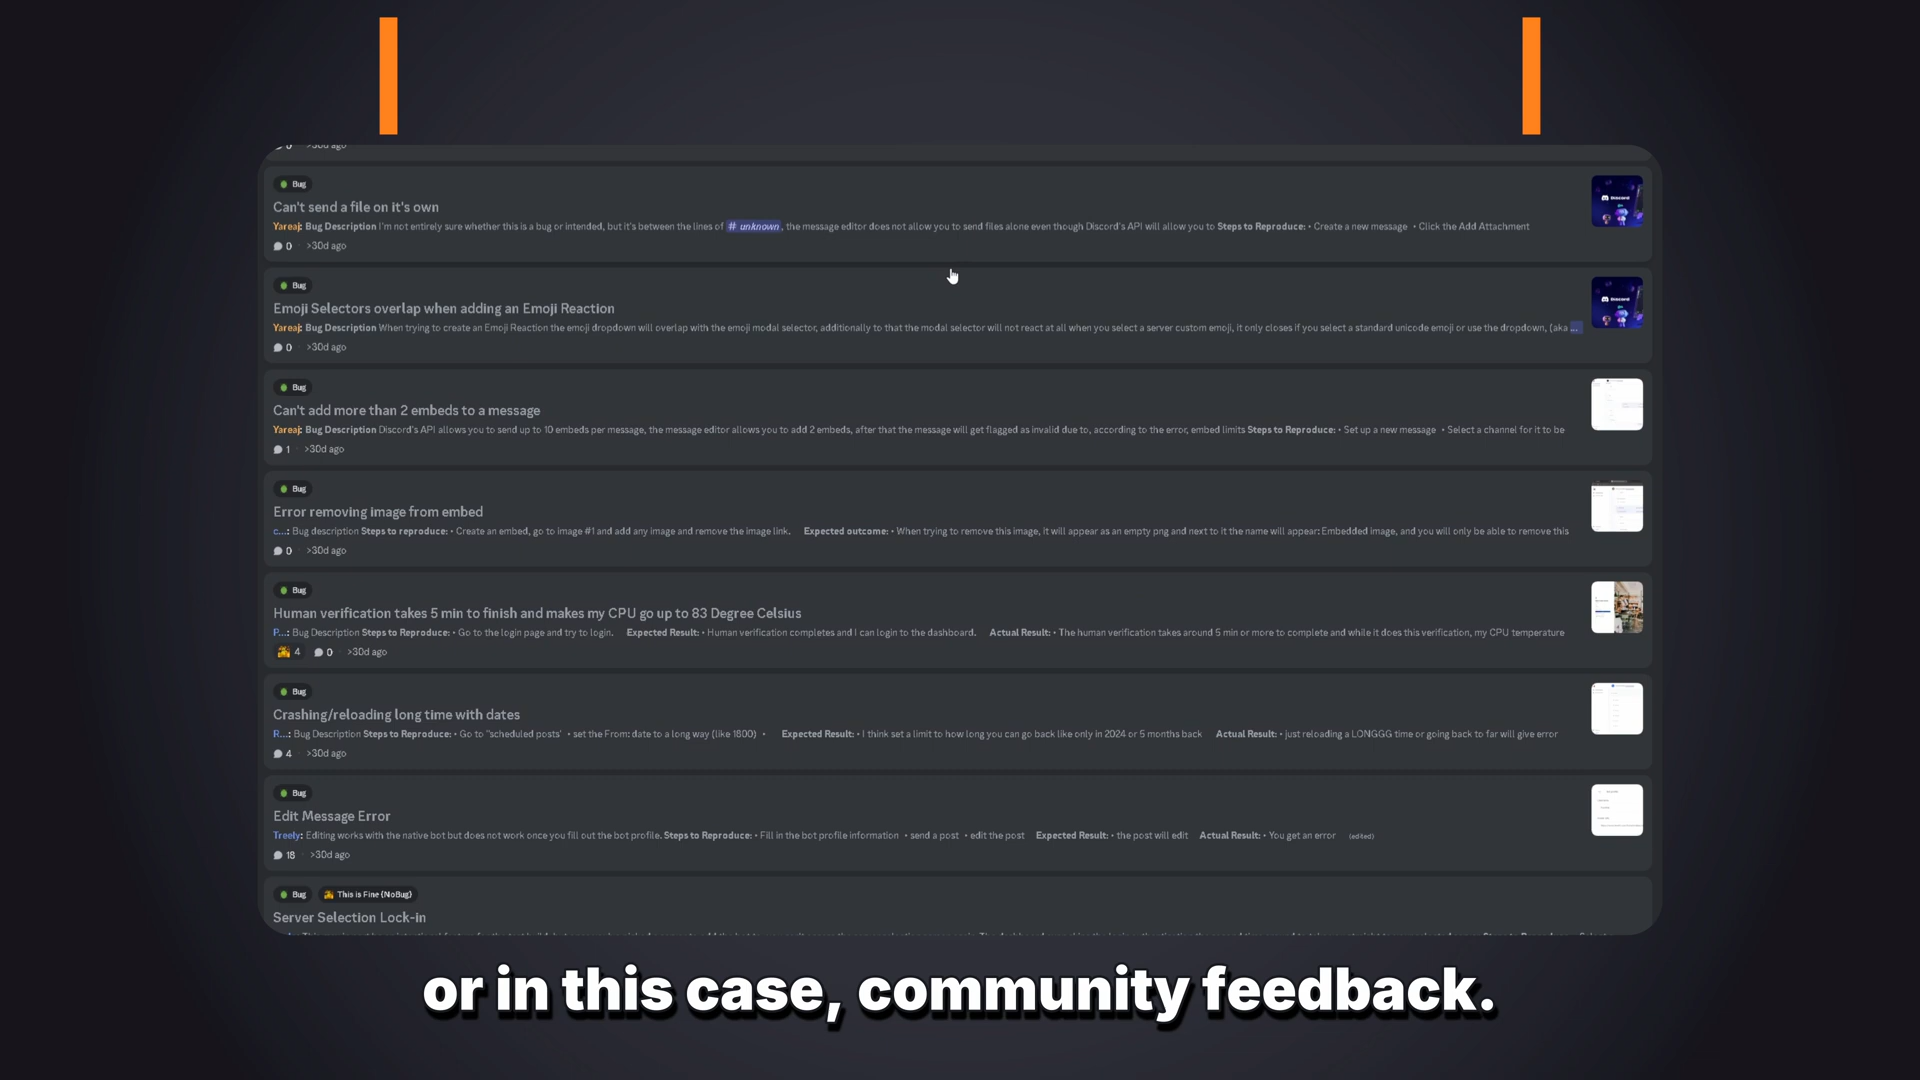 0 · >30d ago
Bug
Can't send a file on it's own
Yareaj: Bug Description I'm not entirely sure whether this is a bug or intended, but it's between the lines of # unknown, the message editor does not allow you to send files alone even though Discord's API will allow you to Steps to Reproduce: • Create a new message • Click the Add Attachment
0 · >30d ago
Discord
Bug
Emoji Selectors overlap when adding an Emoji Reaction
Yareaj: Bug Description When trying to create an Emoji Reaction the emoji dropdown will overlap with the emoji modal selector, additionally to that the modal selector will not react at all when you select a server custom emoji, it only closes if you select a standard unicode emoji or use the dropdown, (aka ...
0 · >30d ago
Discord
Bug
Can't add more than 2 embeds to a message
Yareaj: Bug Description Discord's API allows you to send up to 10 embeds per message, the message editor allows you to add 2 embeds, after that the message will get flagged as invalid due to, according to the error, embed limits Steps to Reproduce: • Set up a new message • Select a channel for it to be
1 · >30d ago
Bug
Error removing image from embed
c...: Bug description Steps to reproduce: • Create an embed, go to image #1 and add any image and remove the image link. Expected outcome: • When trying to remove this image, it will appear as an empty png and next to it the name will appear: Embedded image, and you will only be able to remove this
0 · >30d ago
Bug
Human verification takes 5 min to finish and makes my CPU go up to 83 Degree Celsius
P...: Bug Description Steps to Reproduce: • Go to the login page and try to login. Expected Result: • Human verification completes and I can login to the dashboard. Actual Result: • The human verification takes around 5 min or more to complete and while it does this verification, my CPU temperature
4 0 · >30d ago
Bug
Crashing/reloading long time with dates
R...: Bug Description Steps to Reproduce: • Go to "scheduled posts' • set the From: date to a long way (like 1800) • Expected Result: • I think set a limit to how long you can go back like only in 2024 or 5 months back Actual Result: • just reloading a LONGGG time or going back to far will give error
4 · >30d ago
Bug
Edit Message Error
Treely: Editing works with the native bot but does not work once you fill out the bot profile. Steps to Reproduce: • Fill in the bot profile information • send a post • edit the post Expected Result: • the post will edit Actual Result: • You get an error (edited)
18 · >30d ago
Bug This is Fine (NoBug)
Server Selection Lock-in
or in this case, community feedback.